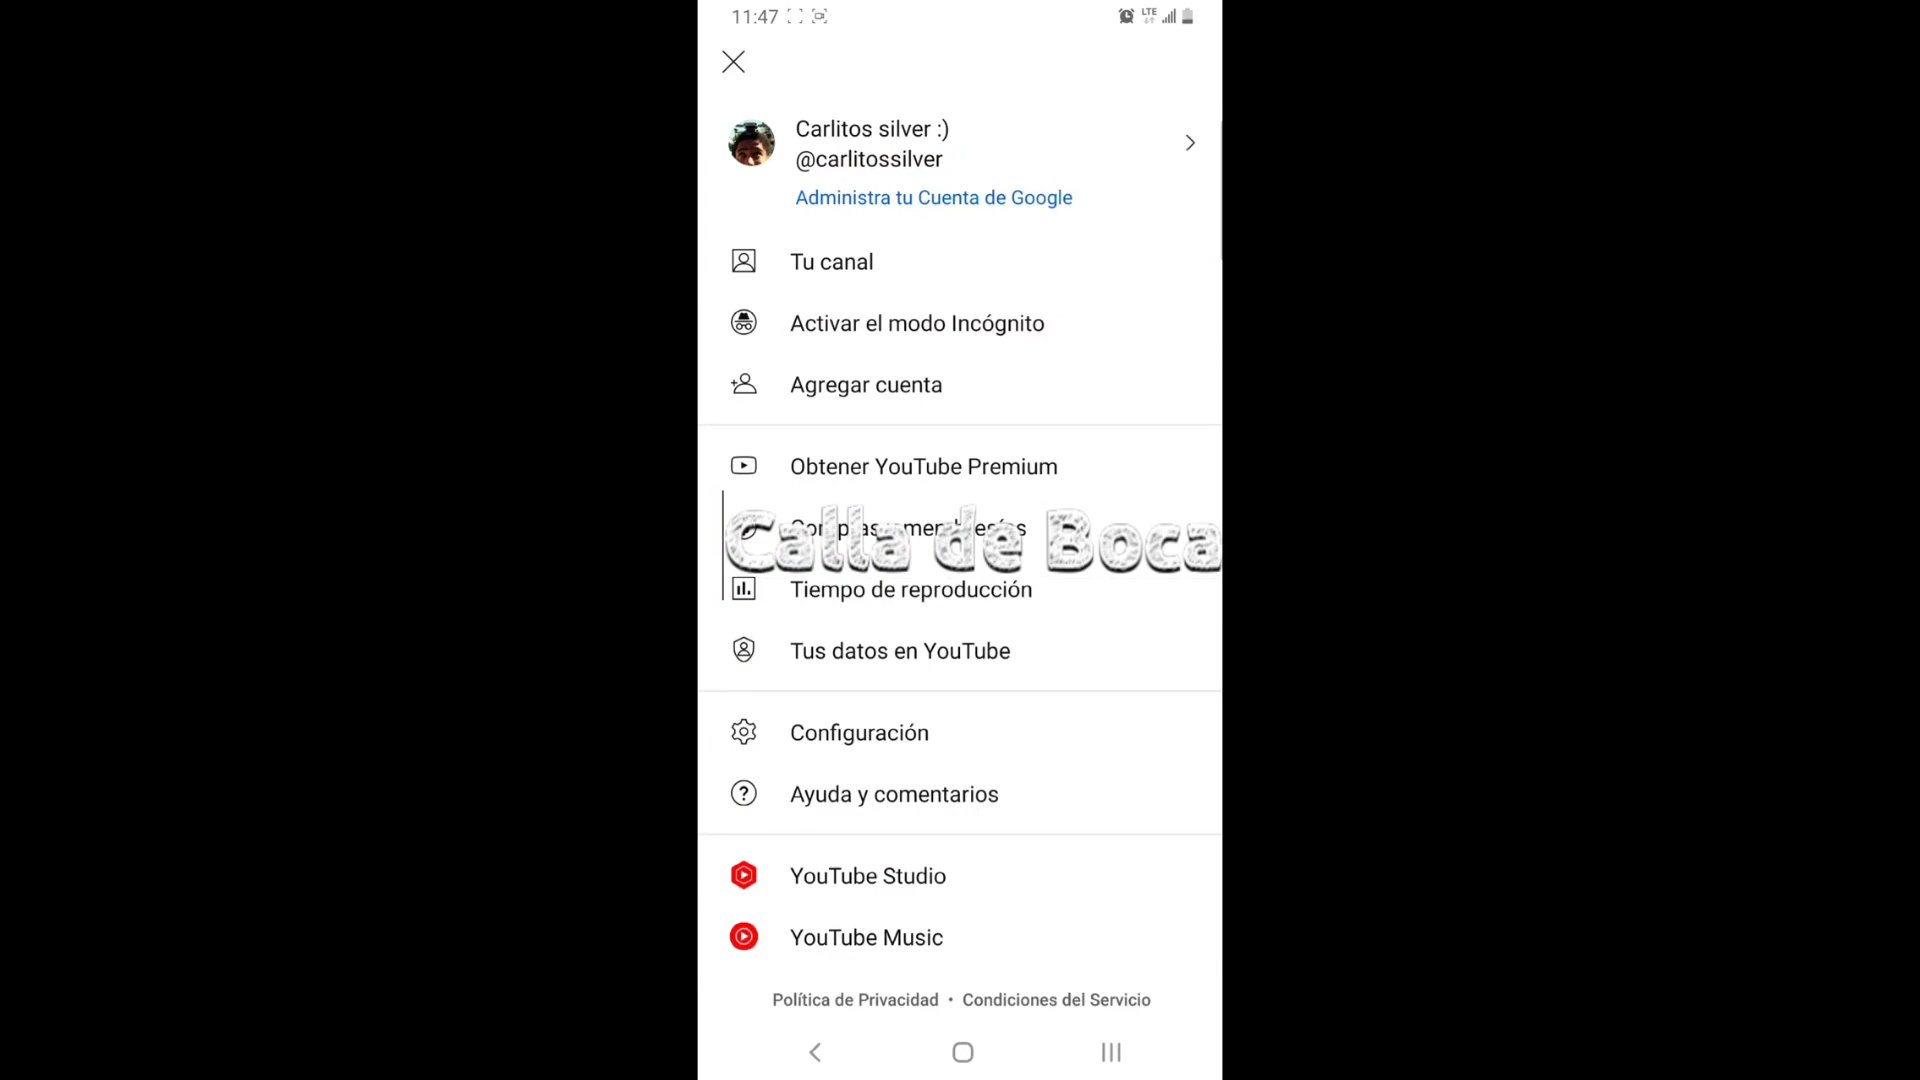 11:47
LTE
Carlitos silver :)
@carlitossilver
Administra tu Cuenta de Google
Tu canal
Activar el modo Incógnito
Agregar cuenta
Obtener YouTube Premium
Calla de Boca
Tiempo de reproducción
Tus datos en YouTube
Configuración
Ayuda y comentarios
YouTube Studio
YouTube Music
Política de Privacidad • Condiciones del Servicio